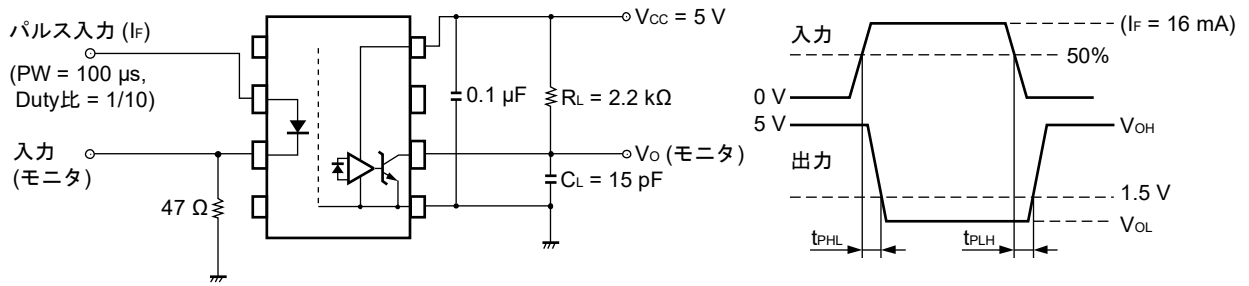 パルス入力 (IF)
(PW = 100 μs,
Duty比 = 1/10)
入力
(モニタ)
47 Ω
VCC = 5 V
0.1 μF
RL = 2.2 kΩ
VO (モニタ)
CL = 15 pF
入力
(IF = 16 mA)
50%
0 V
5 V
VOH
出力
1.5 V
VOL
tPHL
tPLH